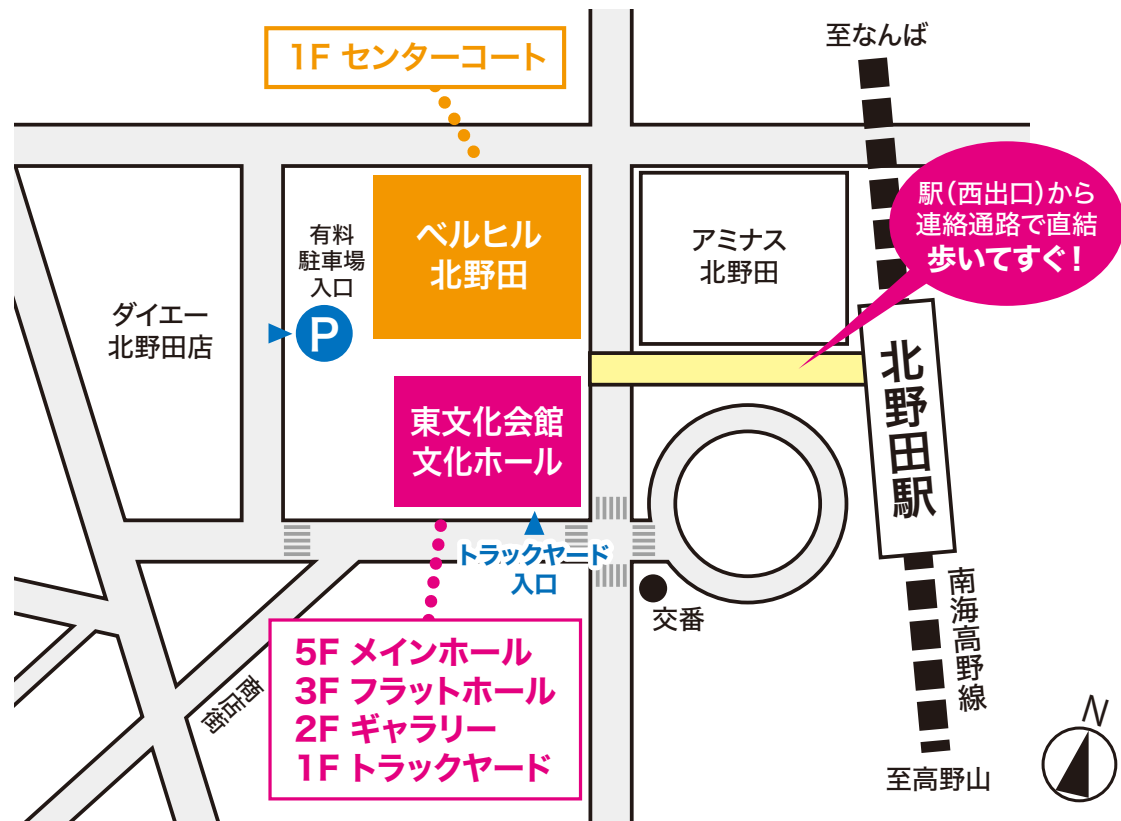 1F センターコート
至なんば
駅(西出口)から
連絡通路で直結
歩いてすぐ!
有料
駐車場
入口
P
ベルヒル
北野田
アミナス
北野田
ダイエー
北野田店
東文化会館
文化ホール
北野田駅
トラックヤード
入口
交番
南海高野線
5F メインホール
3F フラットホール
2F ギャラリー
1F トラックヤード
商店街
至高野山
N